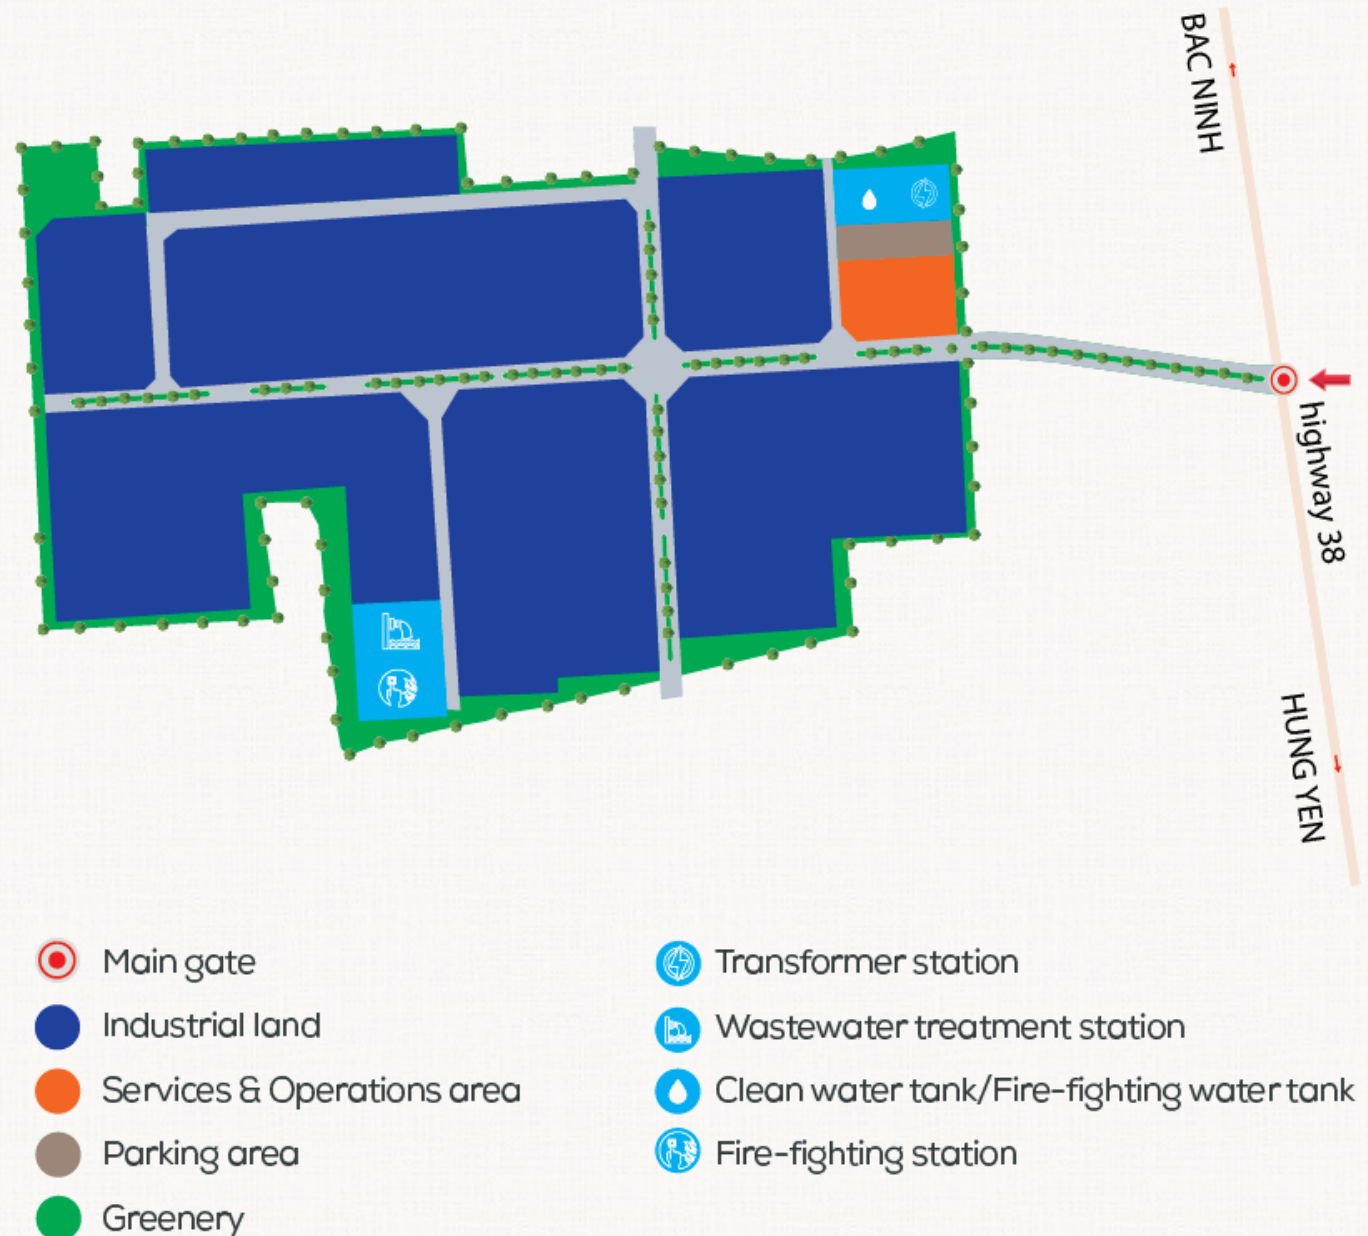 BAC NINH
highway 38
HUNG YEN
Main gate
Industrial land
Services & Operations area
Parking area
Greenery
Transformer station
Wastewater treatment station
Clean water tank/Fire-fighting water tank
Fire-fighting station